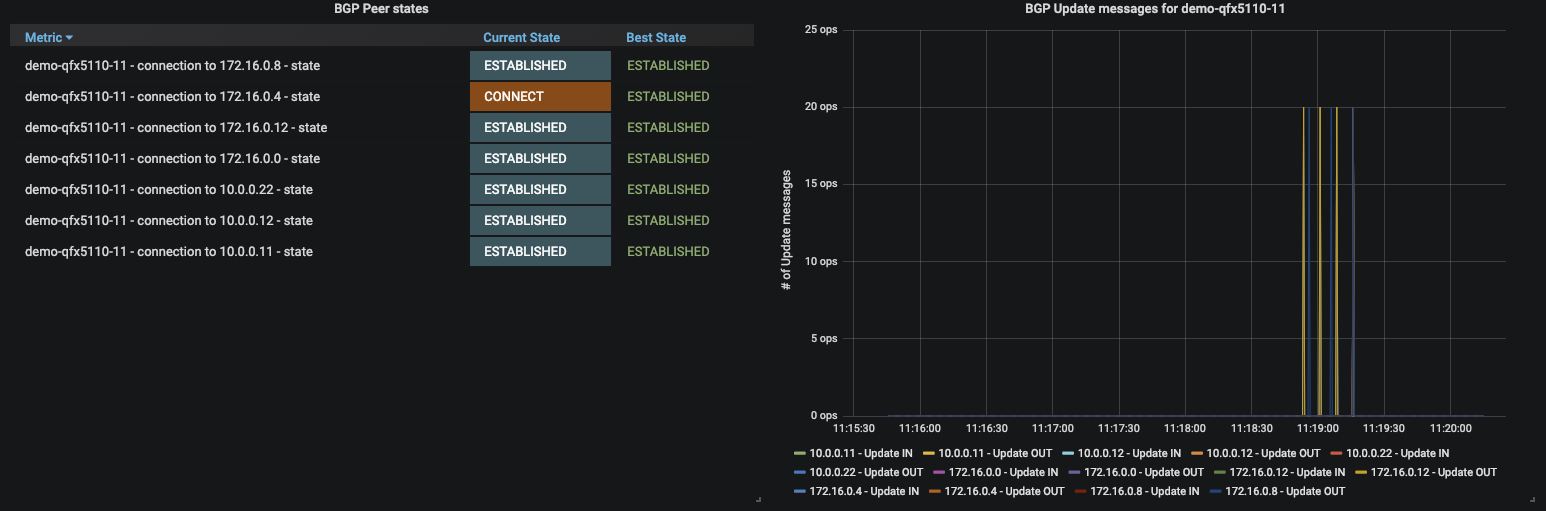 BGP Peer states
Metric Current State Best State
demo-qfx5110-11 - connection to 172.16.0.8 - state ESTABLISHED ESTABLISHED
demo-qfx5110-11 - connection to 172.16.0.4 - state CONNECT ESTABLISHED
demo-qfx5110-11 - connection to 172.16.0.12 - state ESTABLISHED ESTABLISHED
demo-qfx5110-11 - connection to 172.16.0.0 - state ESTABLISHED ESTABLISHED
demo-qfx5110-11 - connection to 10.0.0.22 - state ESTABLISHED ESTABLISHED
demo-qfx5110-11 - connection to 10.0.0.12 - state ESTABLISHED ESTABLISHED
demo-qfx5110-11 - connection to 10.0.0.11 - state ESTABLISHED ESTABLISHED
BGP Update messages for demo-qfx5110-11
# of Update messages
25 ops
20 ops
15 ops
10 ops
5 ops
0 ops
11:15:30 11:16:00 11:16:30 11:17:00 11:17:30 11:18:00 11:18:30 11:19:00 11:19:30 11:20:00
10.0.0.11 - Update IN 10.0.0.11 - Update OUT 10.0.0.12 - Update IN 10.0.0.12 - Update OUT 10.0.0.22 - Update IN
10.0.0.22 - Update OUT 172.16.0.0 - Update IN 172.16.0.0 - Update OUT 172.16.0.12 - Update IN 172.16.0.12 - Update OUT
172.16.0.4 - Update IN 172.16.0.4 - Update OUT 172.16.0.8 - Update IN 172.16.0.8 - Update OUT